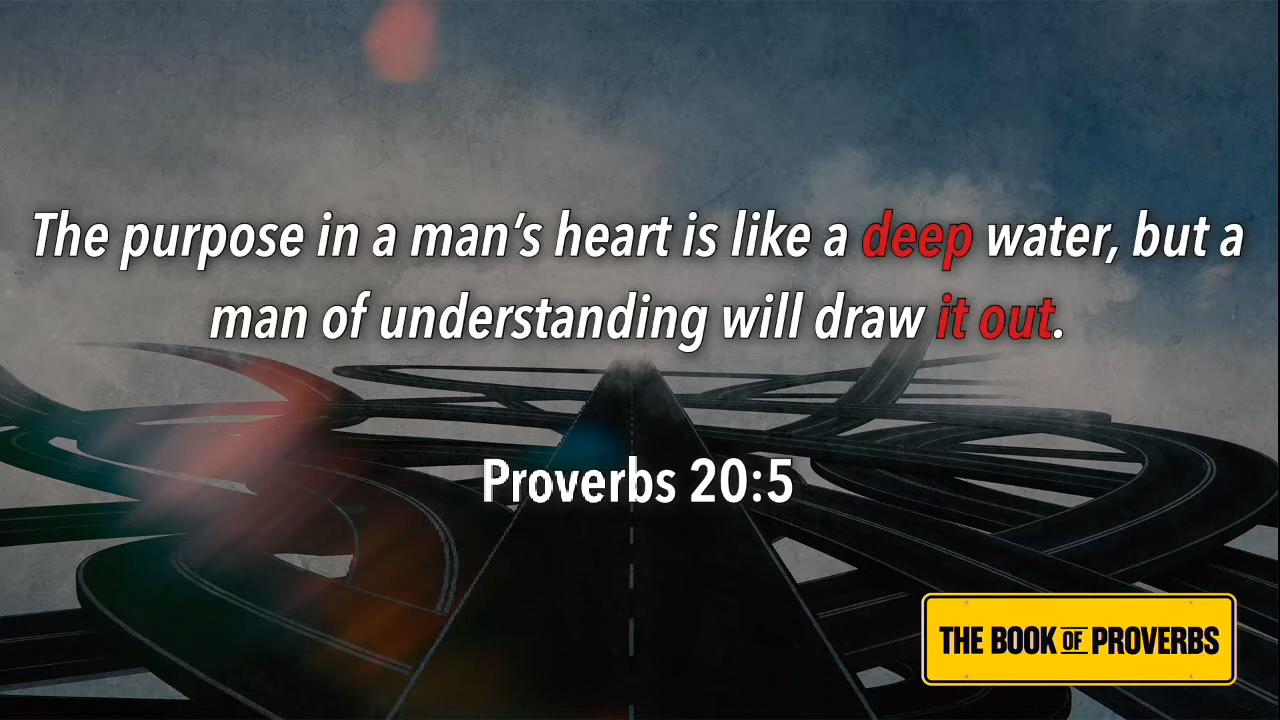 The purpose in a man’s heart is like a deep water, but a
man of understanding will draw it out.
Proverbs 20:5
THE BOOK OF PROVERBS